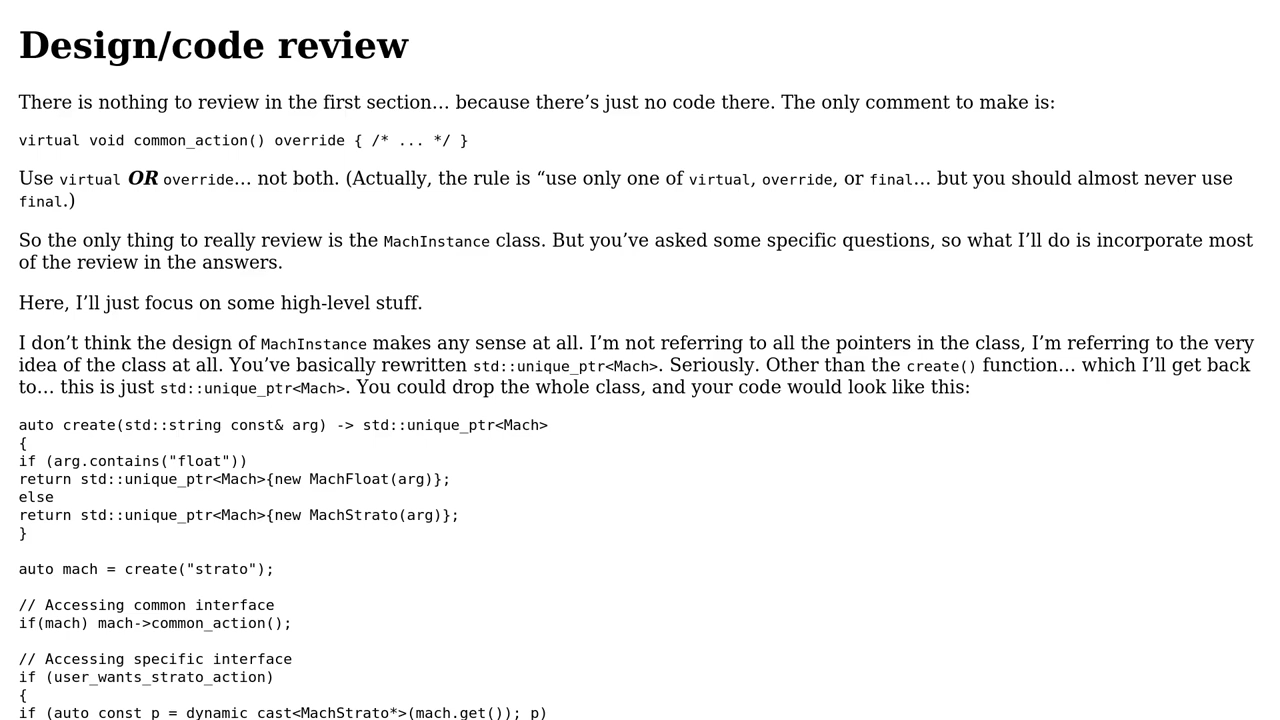 Design/code review
There is nothing to review in the first section… because there’s just no code there. The only comment to make is:
virtual void common_action() override { /* ... */ }
Use virtual OR override… not both. (Actually, the rule is “use only one of virtual, override, or final… but you should almost never use
final.)
So the only thing to really review is the MachInstance class. But you’ve asked some specific questions, so what I’ll do is incorporate most
of the review in the answers.
Here, I’ll just focus on some high-level stuff.
I don’t think the design of MachInstance makes any sense at all. I’m not referring to all the pointers in the class, I’m referring to the very
idea of the class at all. You’ve basically rewritten std::unique_ptr<Mach>. Seriously. Other than the create() function… which I’ll get back
to… this is just std::unique_ptr<Mach>. You could drop the whole class, and your code would look like this:
auto create(std::string const& arg) -> std::unique_ptr<Mach>
{
if (arg.contains("float"))
return std::unique_ptr<Mach>{new MachFloat(arg)};
else
return std::unique_ptr<Mach>{new MachStrato(arg)};
}
auto mach = create("strato");
// Accessing common interface
if(mach) mach->common_action();
// Accessing specific interface
if (user_wants_strato_action)
{
if (auto const p = dynamic_cast<MachStrato*>(mach.get()); p)